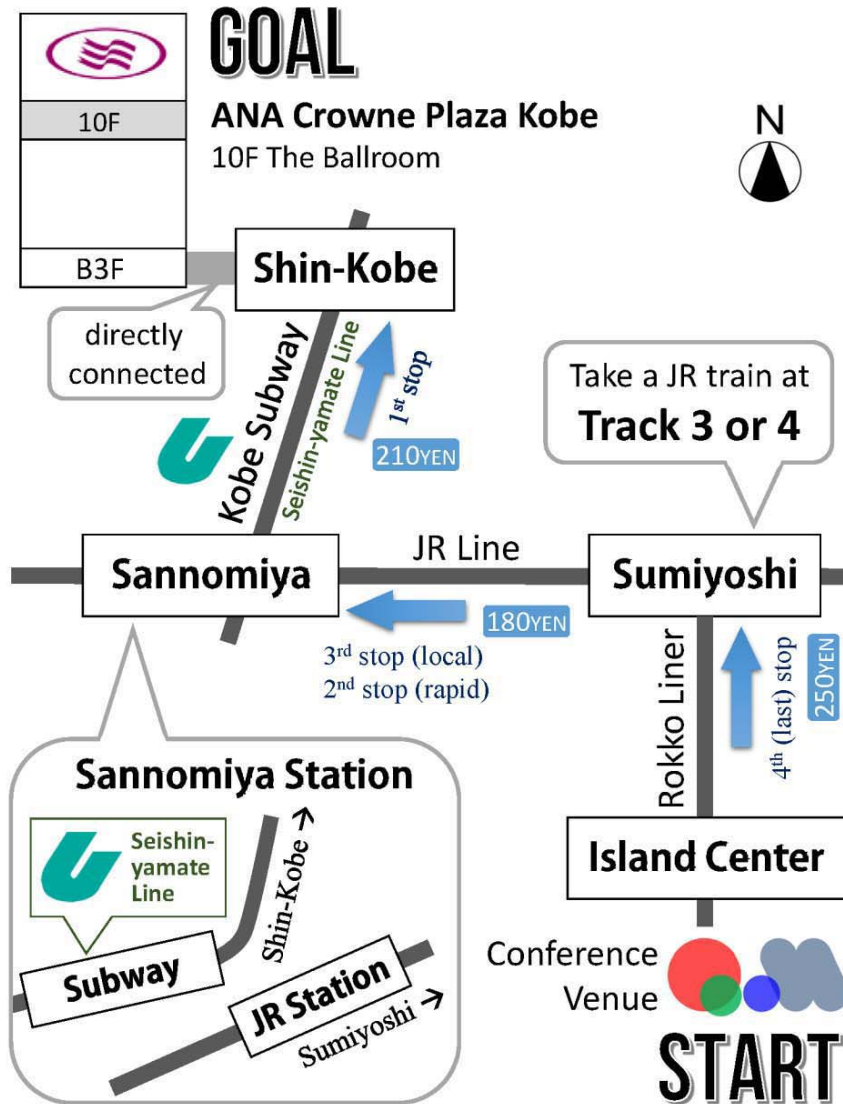 GOAL
10F
ANA Crowne Plaza Kobe
10F The Ballroom
N
B3F
Shin-Kobe
directly
connected
Kobe Subway
Seishin-yamate Line
1st stop
210YEN
Take a JR train at
Track 3 or 4
Sannomiya
JR Line
Sumiyoshi
180YEN
3rd stop (local)
2nd stop (rapid)
Rokko Liner
4th (last) stop
250YEN
Sannomiya Station
Seishin-
yamate
Line
Shin-Kobe →
Subway
JR Station
Sumiyoshi →
Island Center
Conference
Venue
START